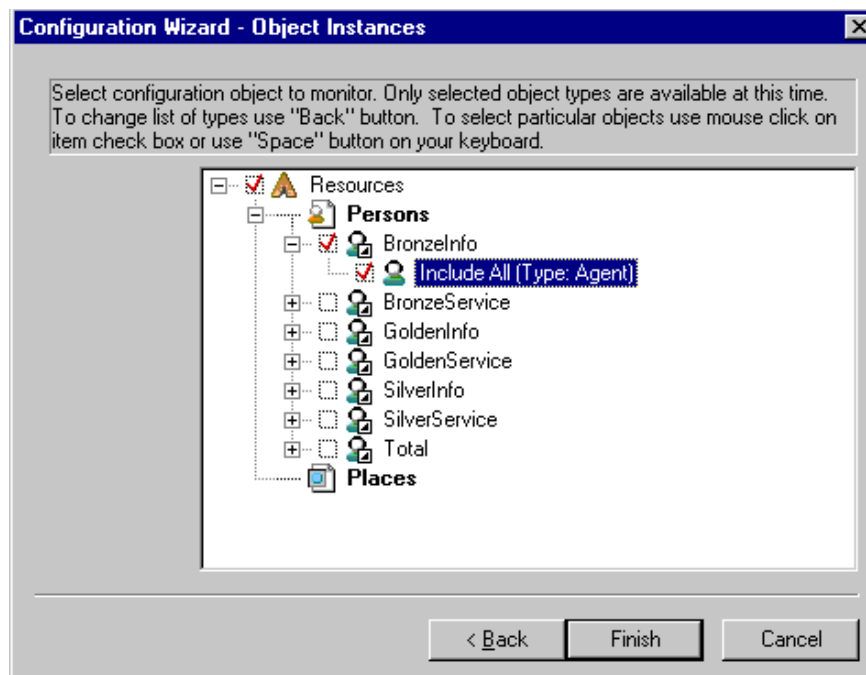 Configuration Wizard - Object Instances
Select configuration object to monitor. Only selected object types are available at this time.
To change list of types use "Back" button. To select particular objects use mouse click on
item check box or use "Space" button on your keyboard.
Resources
Persons
BronzeInfo
Include All (Type: Agent)
BronzeService
GoldenInfo
GoldenService
SilverInfo
SilverService
Total
Places
< Back Finish Cancel